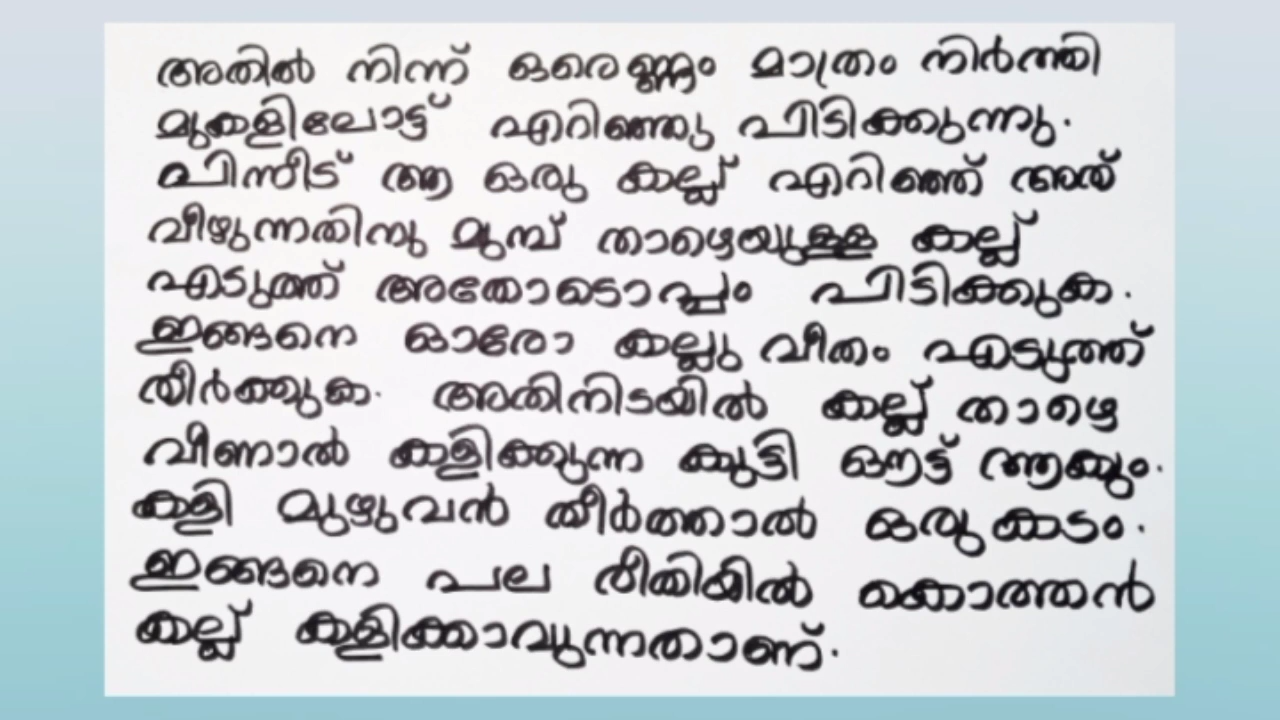 അതിൽ നിന്ന് ഒരെണ്ണം മാത്രം നിർത്തി
മുകളിലോട്ട് എറിഞ്ഞു പിടിക്കുന്നു.
പിന്നീട് ആ ഒരു കല്ല് എറിഞ്ഞ് അത്
വീഴുന്നതിനു മുമ്പ് താഴെയുള്ള കല്ല്
എടുത്ത് അതോടൊപ്പം പിടിക്കുക.
ഇങ്ങനെ ഓരോ കല്ലു വീതം എടുത്ത്
തീർക്കുക. അതിനിടയിൽ കല്ല് താഴെ
വീണാൽ കളിക്കുന്ന കുട്ടി ഔട്ട് ആകും.
കളി മുഴുവൻ തീർത്താൽ ഒരു കടം.
ഇങ്ങനെ പല രീതിയിൽ കൊത്തൻ
കല്ല് കളിക്കാവുന്നതാണ്.